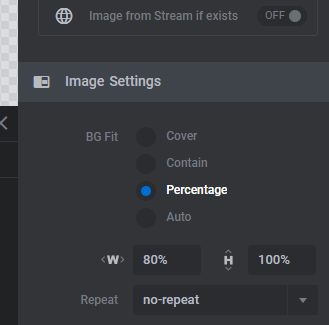 Image from Stream if exists OFF
Image Settings
BG Fit Cover
Contain
Percentage
Auto
W 80% H 100%
Repeat no-repeat